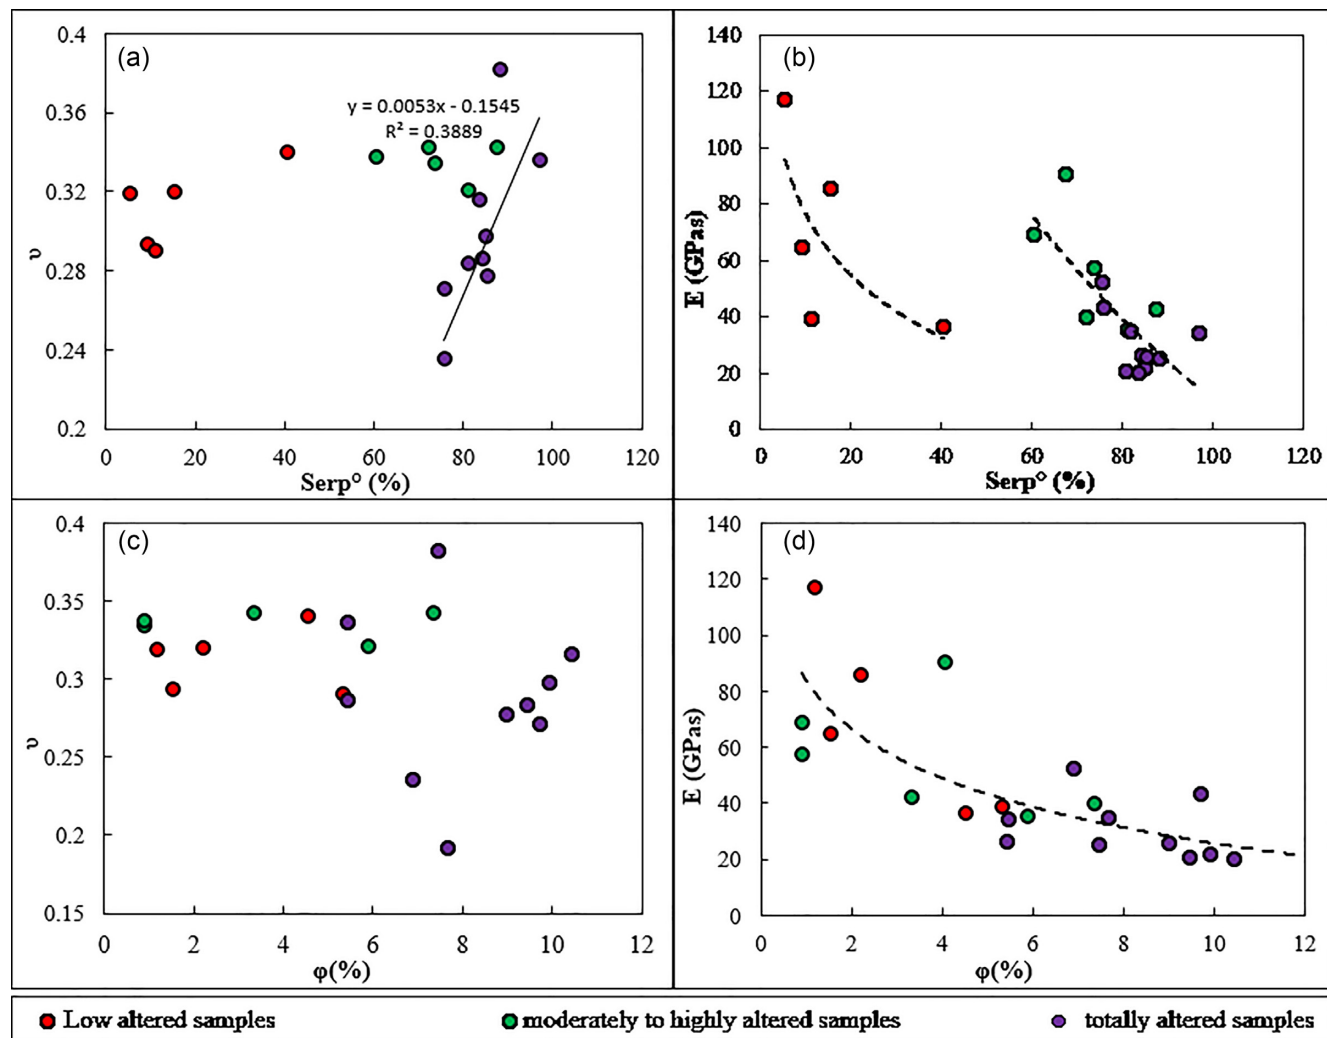 (a)
0.4
0.36
0.32
0.28
0.24
0.2
υ
y = 0.0053x - 0.1545
R² = 0.3889
0 20 40 60 80 100 120
Serp° (%)
(b)
140
120
100
80
60
40
20
0
E (GPas)
0 20 40 60 80 100 120
Serp° (%)
(c)
0.4
0.35
0.3
0.25
0.2
0.15
υ
0 2 4 6 8 10 12
φ(%)
(d)
140
120
100
80
60
40
20
0
E (GPas)
0 2 4 6 8 10 12
φ(%)
Low altered samples moderately to highly altered samples totally altered samples